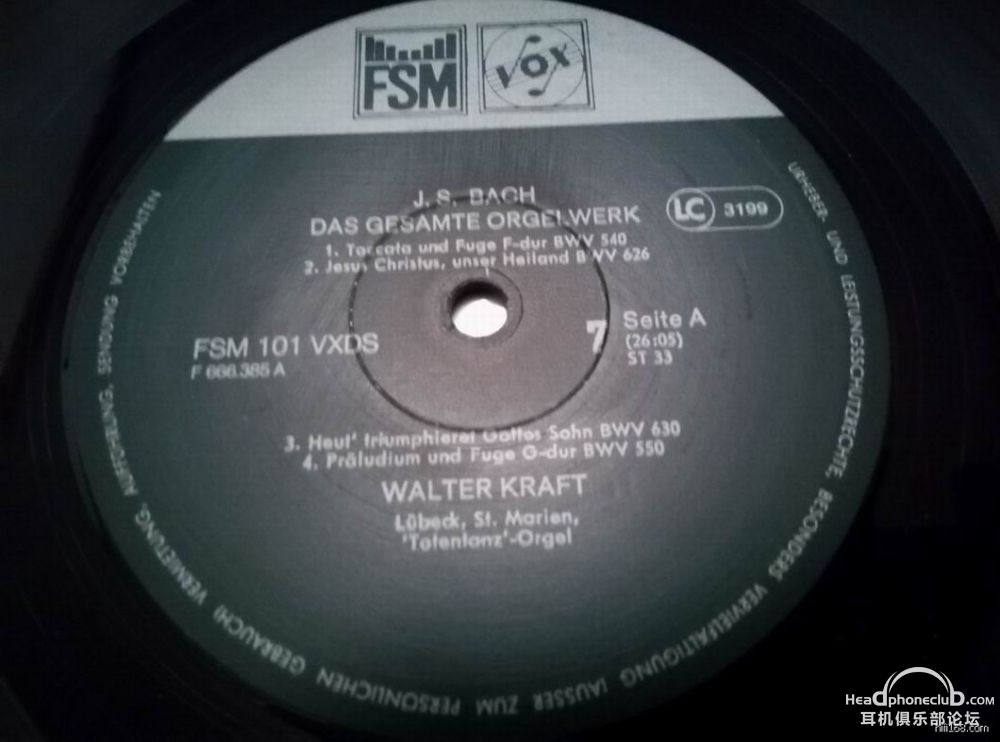 FSM
VOX
J. S. BACH
DAS GESAMTE ORGELWERK
1. Toccata und Fuge F-dur BWV 540
2. Jesus Christus, unser Heiland BWV 626
LC 3199
FSM 101 VXDS
F 666.385 A
7
Seite A
(26:05)
ST 33
3. Heut' triumphieret Gottes Sohn BWV 630
4. Präludium und Fuge G-dur BWV 550
WALTER KRAFT
Lübeck, St. Marien,
'Totentanz'-Orgel
URHEBER- UND LEISTUNGSSCHUTZRECHTE, BESONDERS VERVIELFÄLTIGUNG (AUSSER ZUM PERSÖNLICHEN GEBRAUCH) VERMIETUNG, AUFFÜHRUNG, SENDUNG VORBEHALTEN
HeadphoneclubD.com
耳机俱乐部论坛